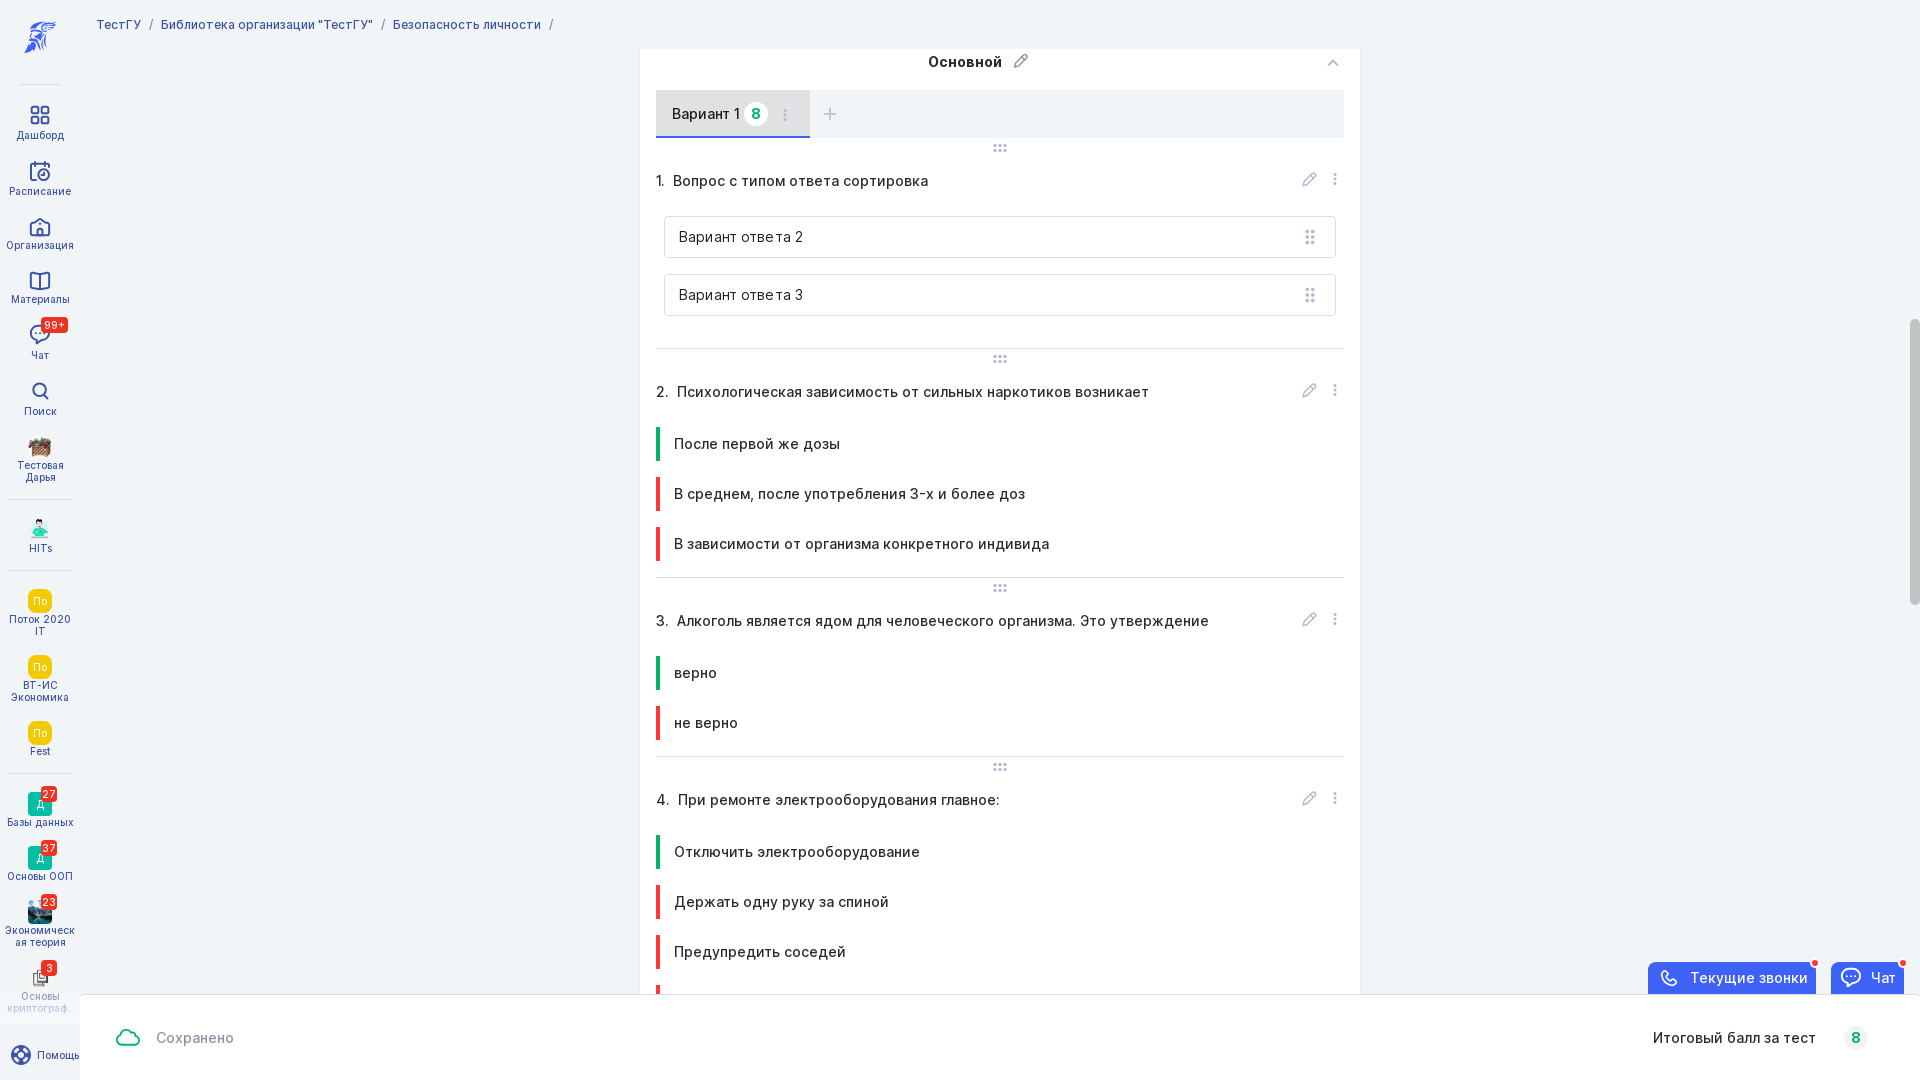 ТестГУ / Библиотека организации "ТестГУ" / Безопасность личности /
Дашборд
Расписание
Организация
Материалы
99+
Чат
Поиск
Тестовая
Дарья
HITs
По
Поток 2020
IT
По
ВТ-ИС
Экономика
По
Fest
27
Д
Базы данных
37
Д
Основы ООП
23
Экономическ
ая теория
3
Основы
криптограф...
Помощь
Основной
Вариант 1 8
1. Вопрос с типом ответа сортировка
Вариант ответа 2
Вариант ответа 3
2. Психологическая зависимость от сильных наркотиков возникает
После первой же дозы
В среднем, после употребления 3-х и более доз
В зависимости от организма конкретного индивида
3. Алкоголь является ядом для человеческого организма. Это утверждение
верно
не верно
4. При ремонте электрооборудования главное:
Отключить электрооборудование
Держать одну руку за спиной
Предупредить соседей
Текущие звонки
Чат
Сохранено
Итоговый балл за тест 8